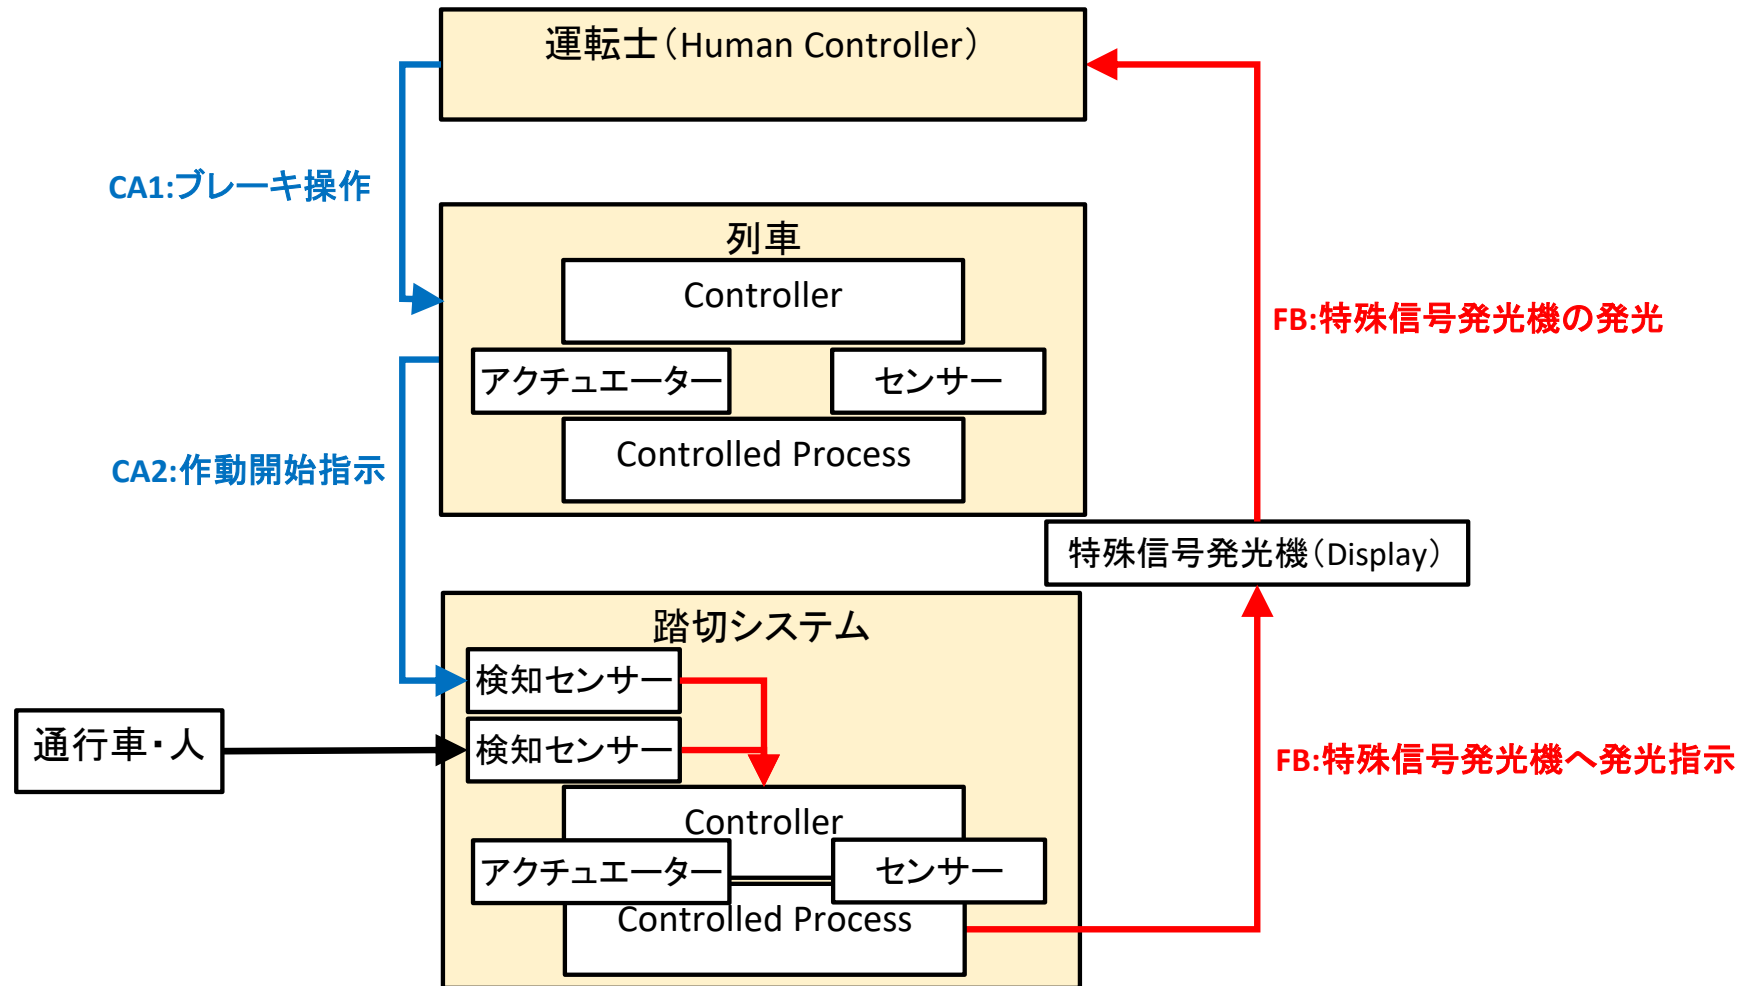 運転士（Human Controller）
CA1:ブレーキ操作
列車
Controller
FB:特殊信号発光機の発光
アクチュエーター
センサー
Controlled Process
CA2:作動開始指示
特殊信号発光機（Display）
踏切システム
検知センサー
通行車・人
検知センサー
FB:特殊信号発光機へ発光指示
Controller
アクチュエーター
センサー
Controlled Process